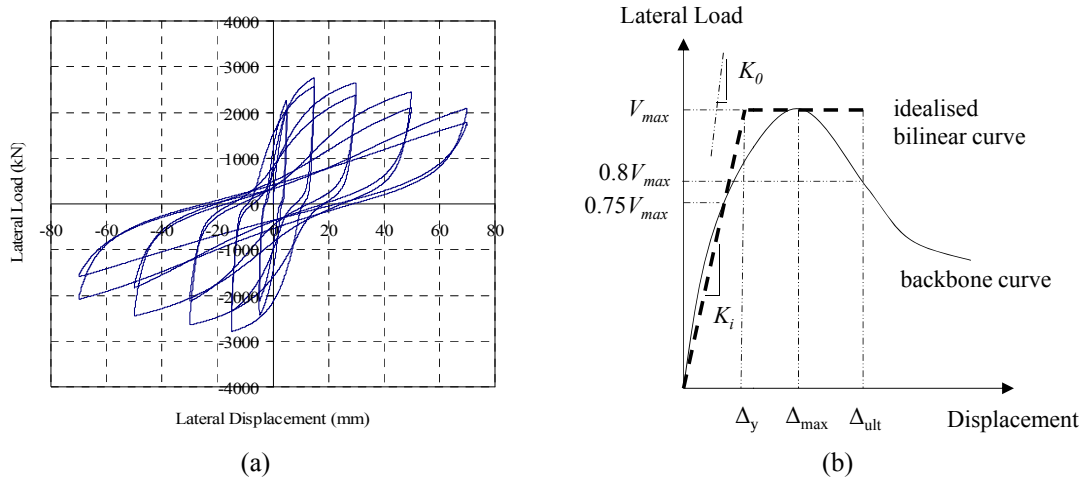 4000
3000
2000
1000
0
-1000
-2000
-3000
-4000
-80 -60 -40 -20 0 20 40 60 80
Lateral Load (kN)
Lateral Displacement (mm)
(a)
Lateral Load
K0
Vmax
idealised
bilinear curve
0.8Vmax
0.75Vmax
backbone curve
Ki
Δy Δmax Δult
Displacement
(b)